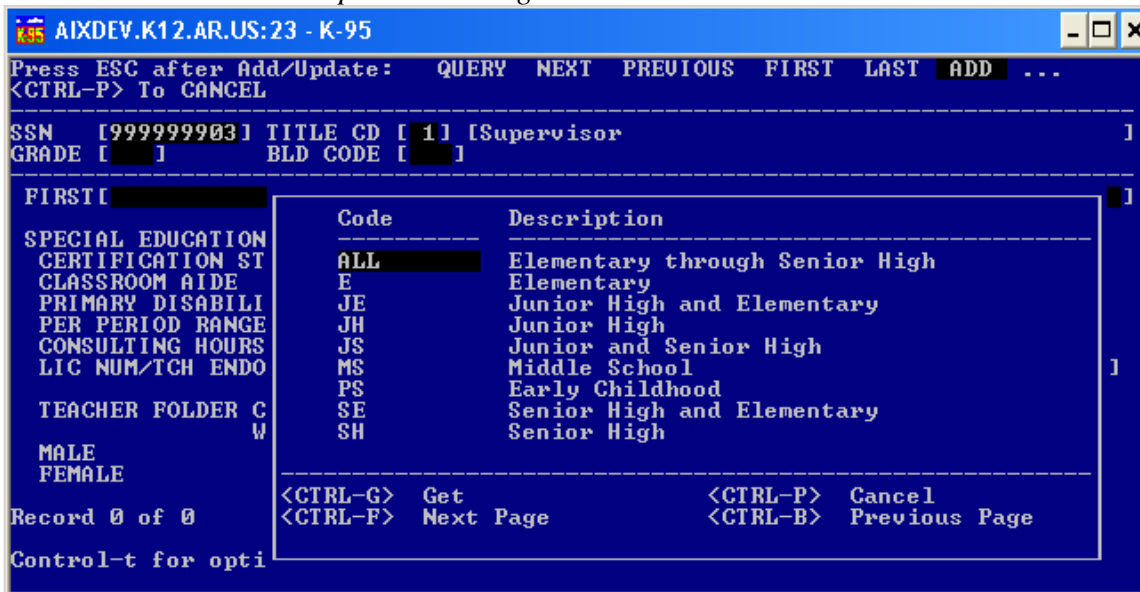 AIXDEV.K12.AR.US:23 - K-95
Press ESC after Add/Update: QUERY NEXT PREVIOUS FIRST LAST ADD ...
<CTRL-P> To CANCEL
SSN [999999903] TITLE CD [ 1] [Supervisor ]
GRADE [ ] BLD CODE [ ]
FIRST[ ]
Code Description
SPECIAL EDUCATION
CERTIFICATION ST ALL Elementary through Senior High
CLASSROOM AIDE E Elementary
PRIMARY DISABILI JE Junior High and Elementary
PER PERIOD RANGE JH Junior High
CONSULTING HOURS JS Junior and Senior High
LIC NUM/TCH ENDO MS Middle School ]
PS Early Childhood
TEACHER FOLDER C SE Senior High and Elementary
W SH Senior High
MALE
FEMALE
<CTRL-G> Get <CTRL-P> Cancel
Record 0 of 0 <CTRL-F> Next Page <CTRL-B> Previous Page
Control-t for opti